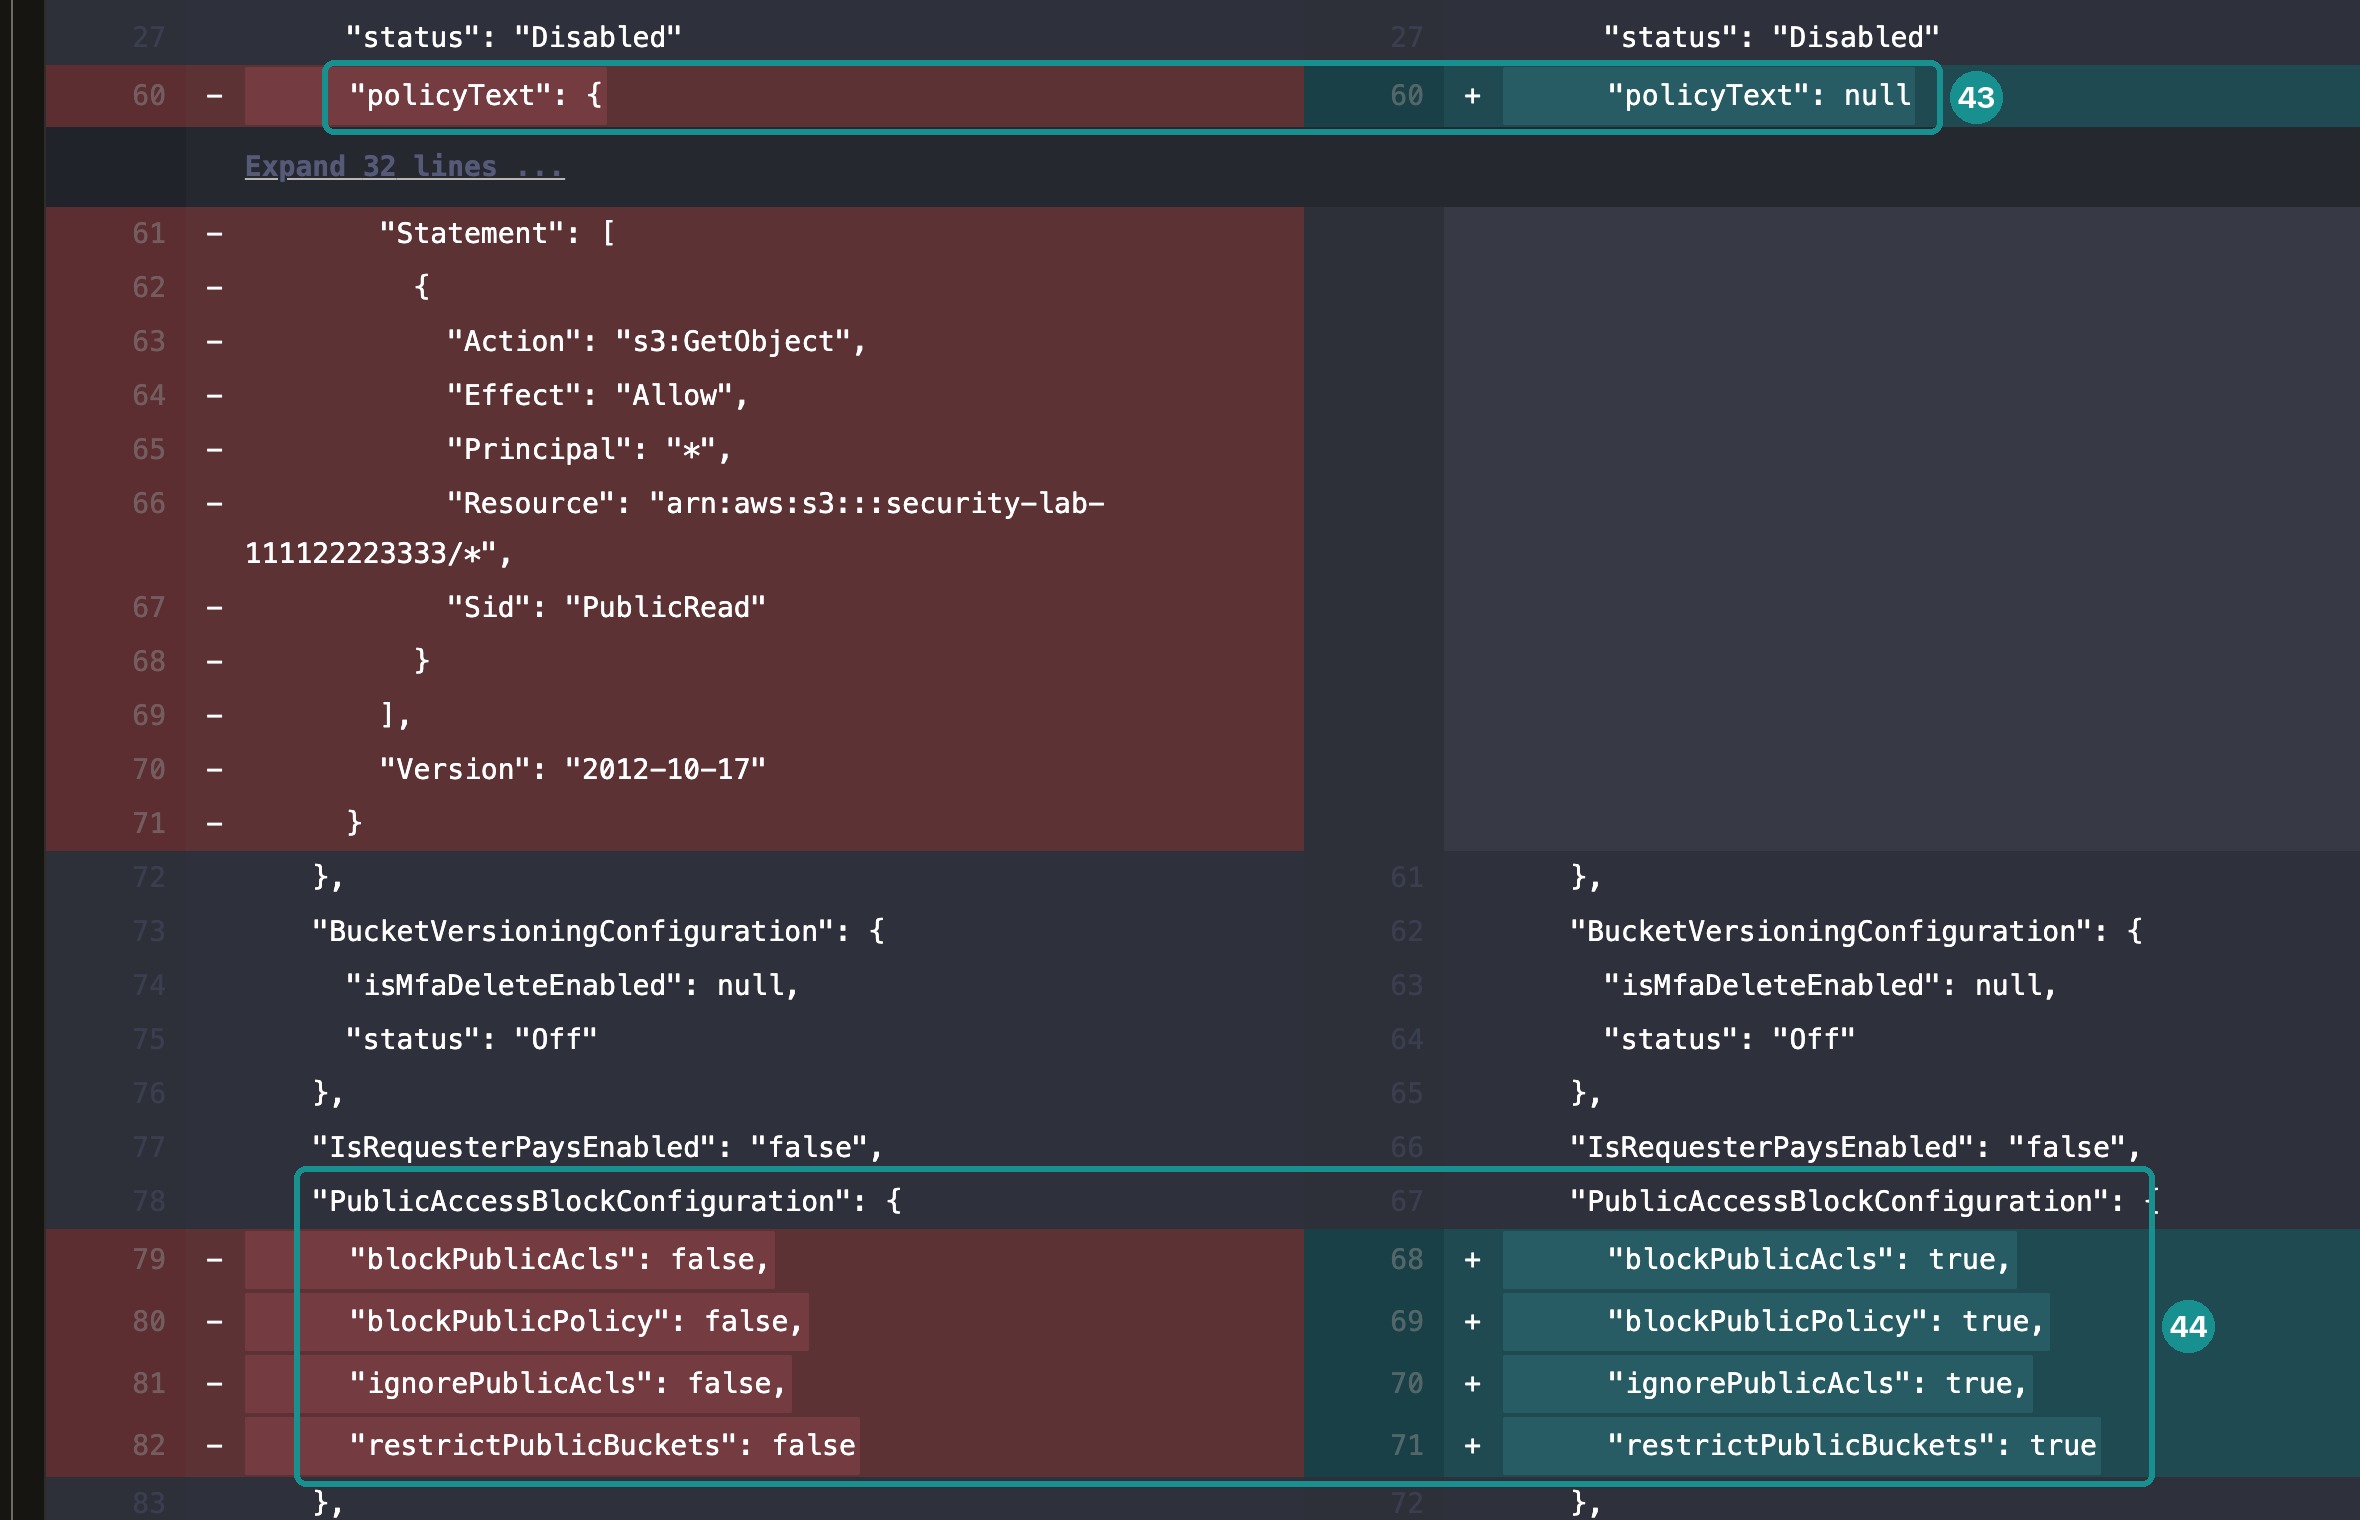 27 "status": "Disabled" 27 "status": "Disabled"
60 - "policyText": { 60 + "policyText": null 43
Expand 32 lines ...
61 - "Statement": [
62 - {
63 - "Action": "s3:GetObject",
64 - "Effect": "Allow",
65 - "Principal": "*",
66 - "Resource": "arn:aws:s3:::security-lab-
111122223333/*",
67 - "Sid": "PublicRead"
68 - }
69 - ],
70 - "Version": "2012-10-17"
71 - }
72 }, 61 },
73 "BucketVersioningConfiguration": { 62 "BucketVersioningConfiguration": {
74 "isMfaDeleteEnabled": null, 63 "isMfaDeleteEnabled": null,
75 "status": "Off" 64 "status": "Off"
76 }, 65 },
77 "IsRequesterPaysEnabled": "false", 66 "IsRequesterPaysEnabled": "false",
78 "PublicAccessBlockConfiguration": { 67 "PublicAccessBlockConfiguration": {
79 - "blockPublicAcls": false, 68 + "blockPublicAcls": true,
80 - "blockPublicPolicy": false, 69 + "blockPublicPolicy": true, 44
81 - "ignorePublicAcls": false, 70 + "ignorePublicAcls": true,
82 - "restrictPublicBuckets": false 71 + "restrictPublicBuckets": true
83 }, 72 },